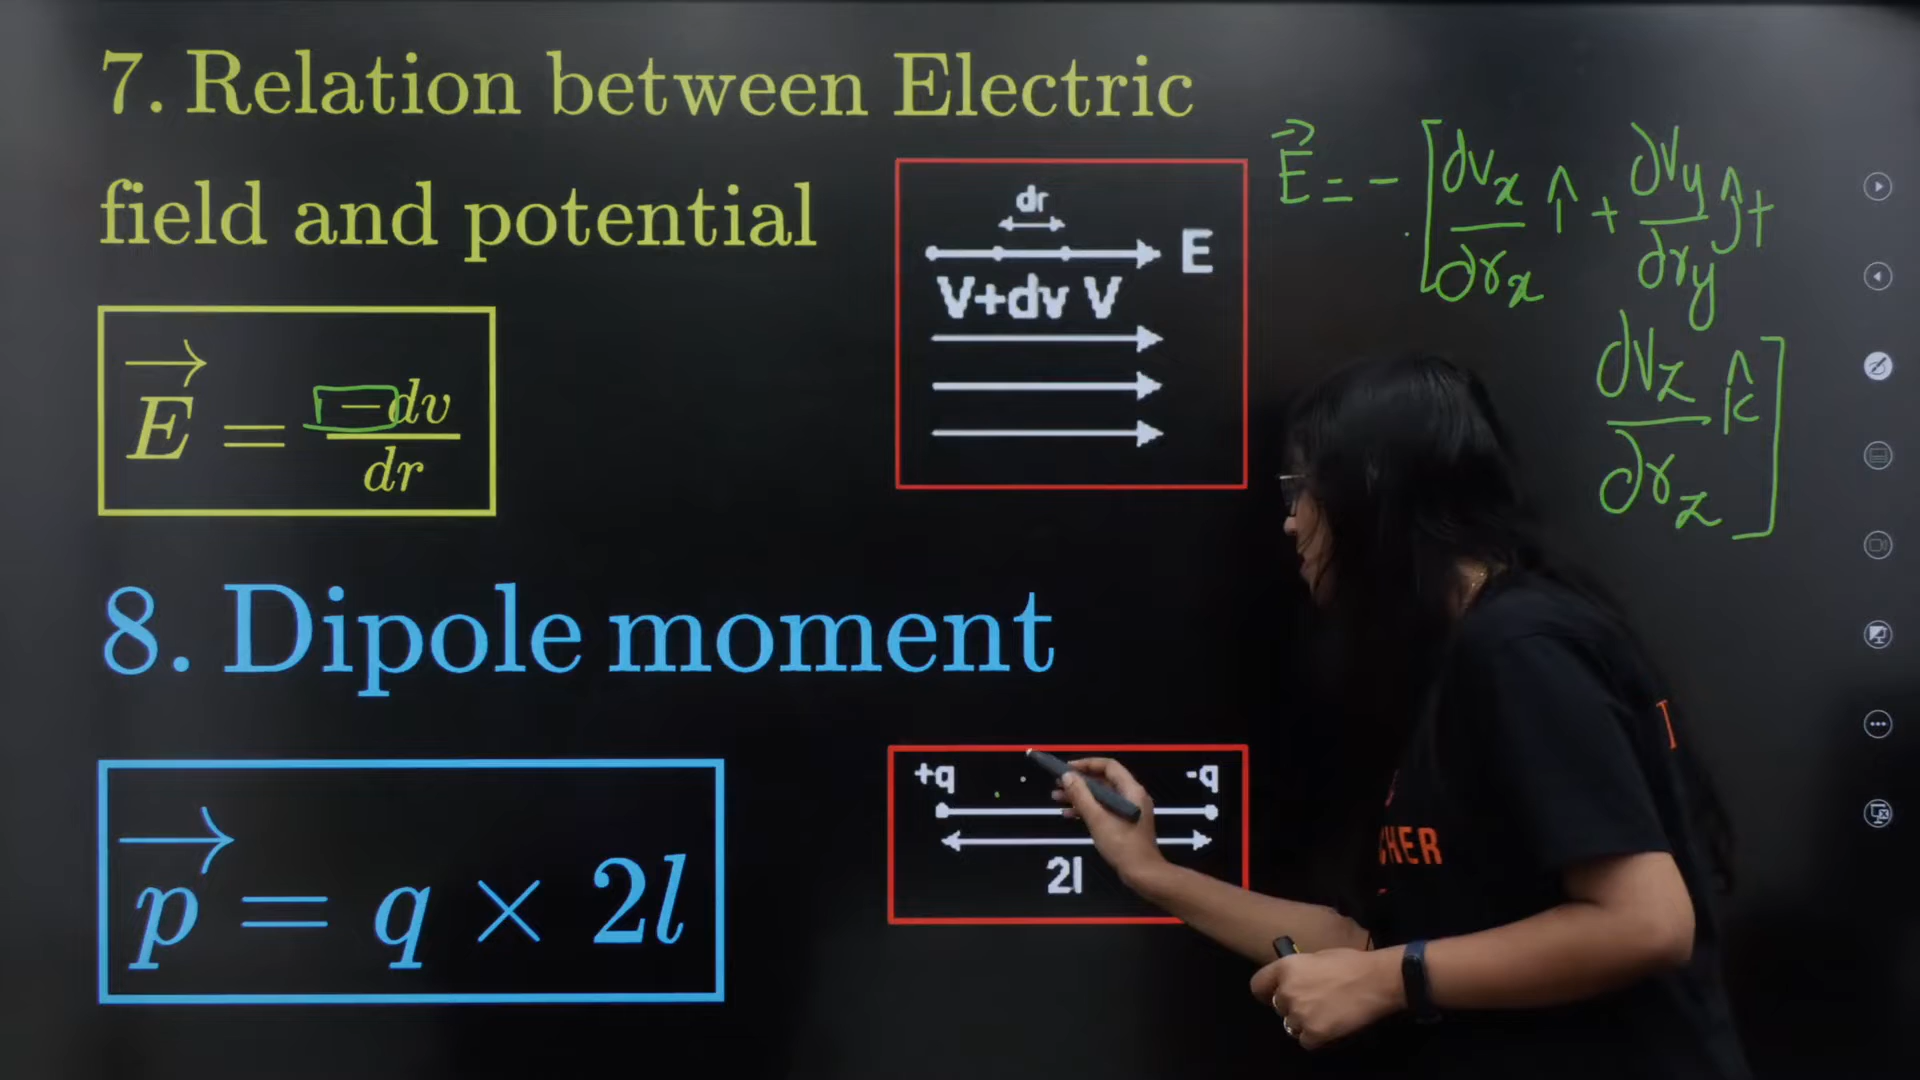 7. Relation between Electric
field and potential
E⃗ = -dv/dr
dr
E
V+dv V
E⃗ = - [∂Vx/∂rx î + ∂Vy/∂ry ĵ +
∂Vz/∂rz k̂]
8. Dipole moment
p⃗ = q × 2l
+q -q
2l
CHER